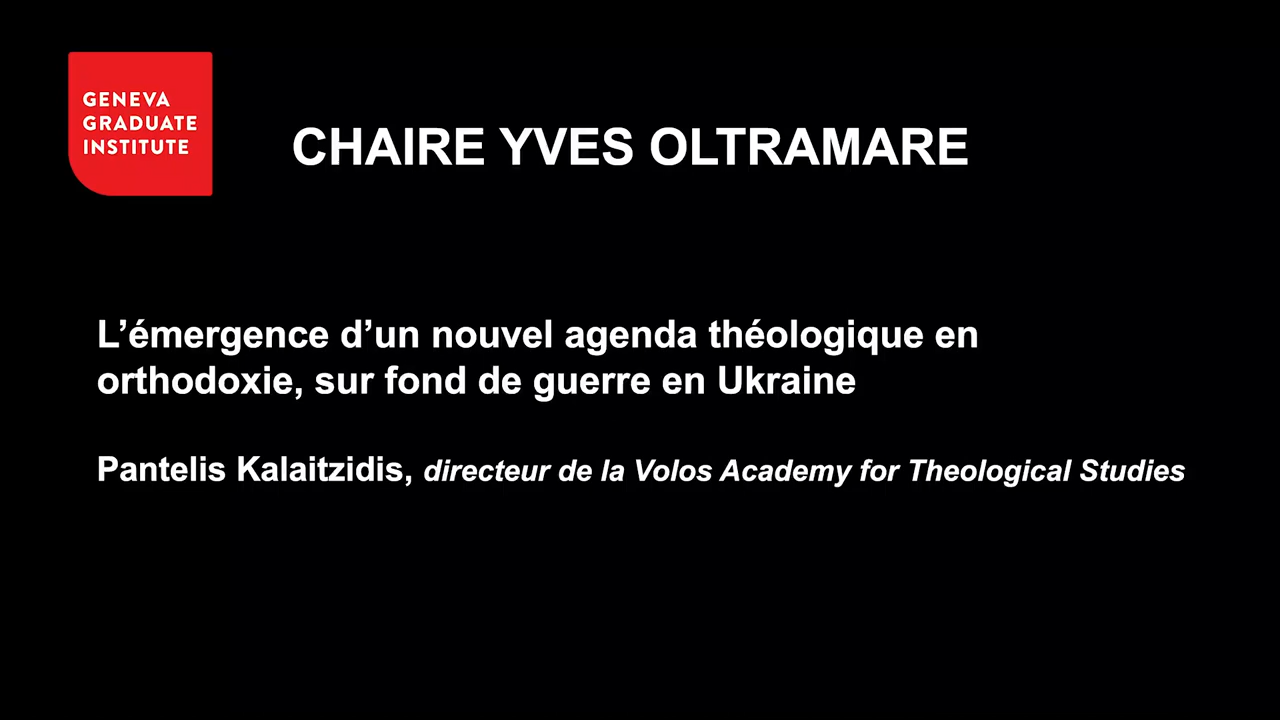 GENEVA
GRADUATE
INSTITUTE
CHAIRE YVES OLTRAMARE
L’émergence d’un nouvel agenda théologique en
orthodoxie, sur fond de guerre en Ukraine
Pantelis Kalaitzidis, directeur de la Volos Academy for Theological Studies